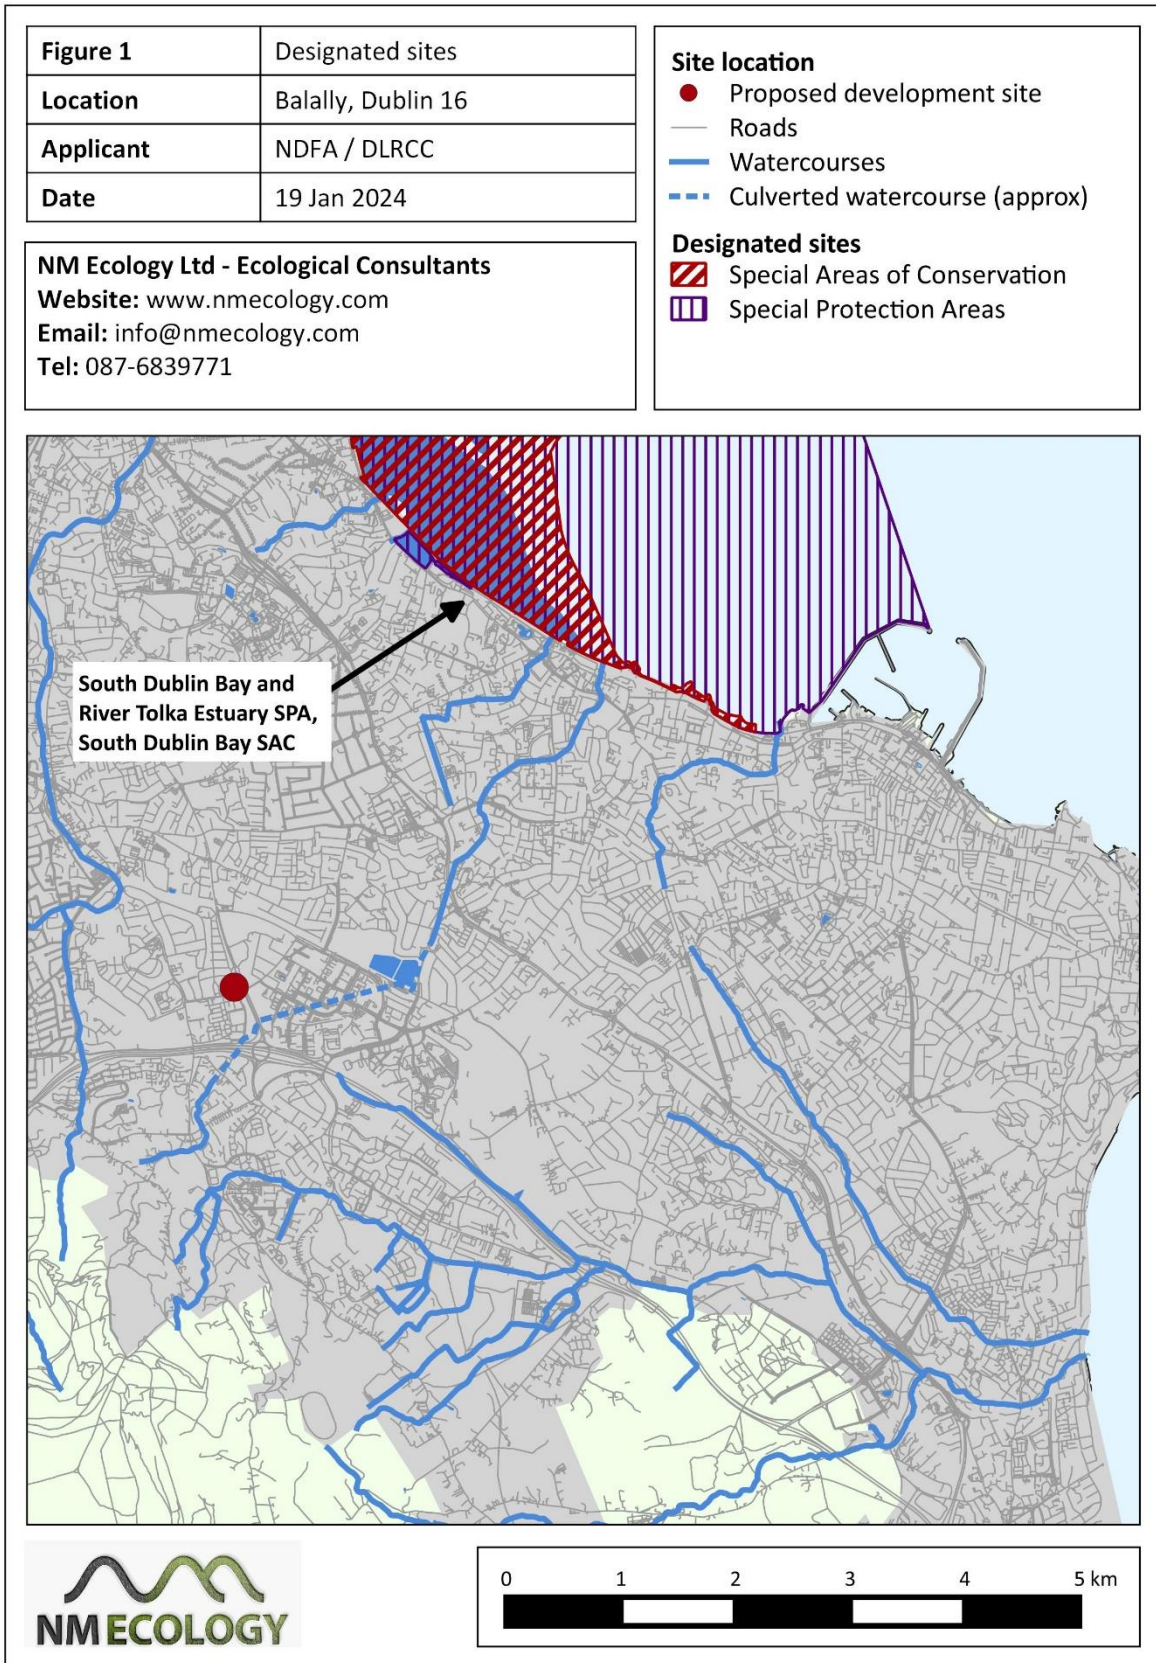 Figure 1 Designated sites
Location Balally, Dublin 16
Applicant NDFA / DLRCC
Date 19 Jan 2024
NM Ecology Ltd - Ecological Consultants
Website: www.nmecology.com
Email: info@nmecology.com
Tel: 087-6839771
Site location
Proposed development site
Roads
Watercourses
Culverted watercourse (approx)
Designated sites
Special Areas of Conservation
Special Protection Areas
South Dublin Bay and
River Tolka Estuary SPA,
South Dublin Bay SAC
NMECOLOGY
0 1 2 3 4 5 km